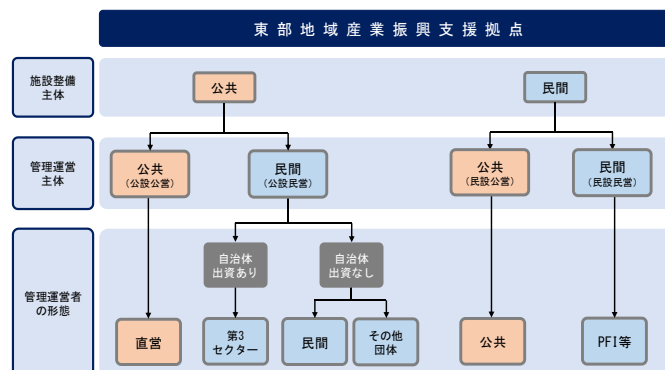 東部地域産業振興支援拠点
施設整備
主体
公共
民間
管理運営
主体
公共
（公設公営）
民間
（公設民営）
公共
（民設公営）
民間
（民設民営）
自治体
出資あり
自治体
出資なし
管理運営者
の形態
直営
第3
セクター
民間
その他
団体
公共
PFI等